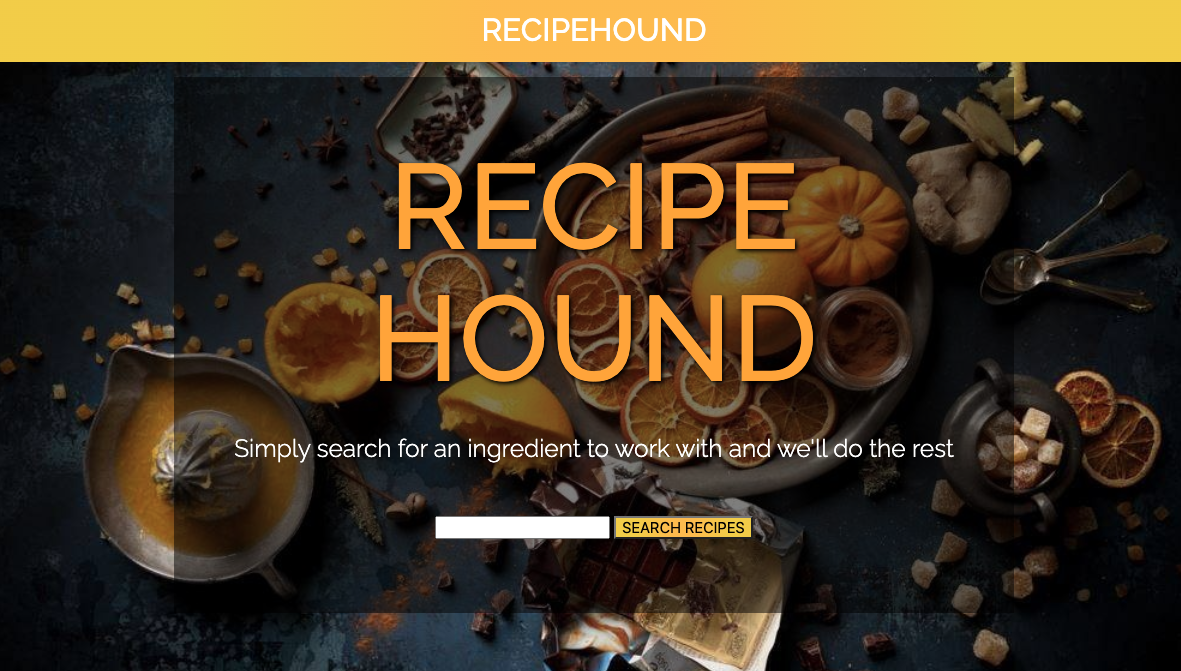 RECIPEHOUND
RECIPE
HOUND
Simply search for an ingredient to work with and we'll do the rest
SEARCH RECIPES